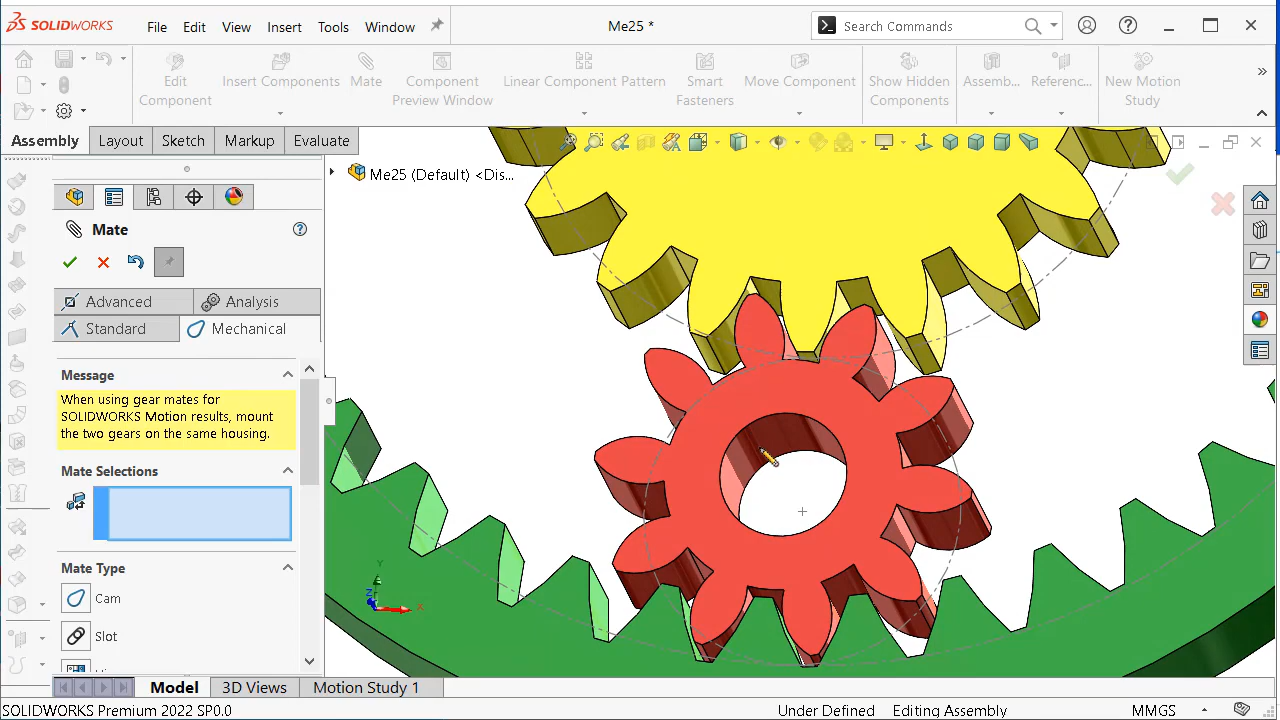 SOLIDWORKS File Edit View Insert Tools Window Me25 * Search Commands
Edit Component
Insert Components
Mate
Component Preview Window
Linear Component Pattern
Smart Fasteners
Move Component
Show Hidden Components
Assemb...
Referenc...
New Motion Study
Assembly Layout Sketch Markup Evaluate
Me25 (Default) <Dis...
Mate
Advanced Analysis
Standard Mechanical
Message
When using gear mates for
SOLIDWORKS Motion results, mount
the two gears on the same housing.
Mate Selections
Mate Type
Cam
Slot
Y
Z X
Model 3D Views Motion Study 1
SOLIDWORKS Premium 2022 SP0.0 Under Defined Editing Assembly MMGS